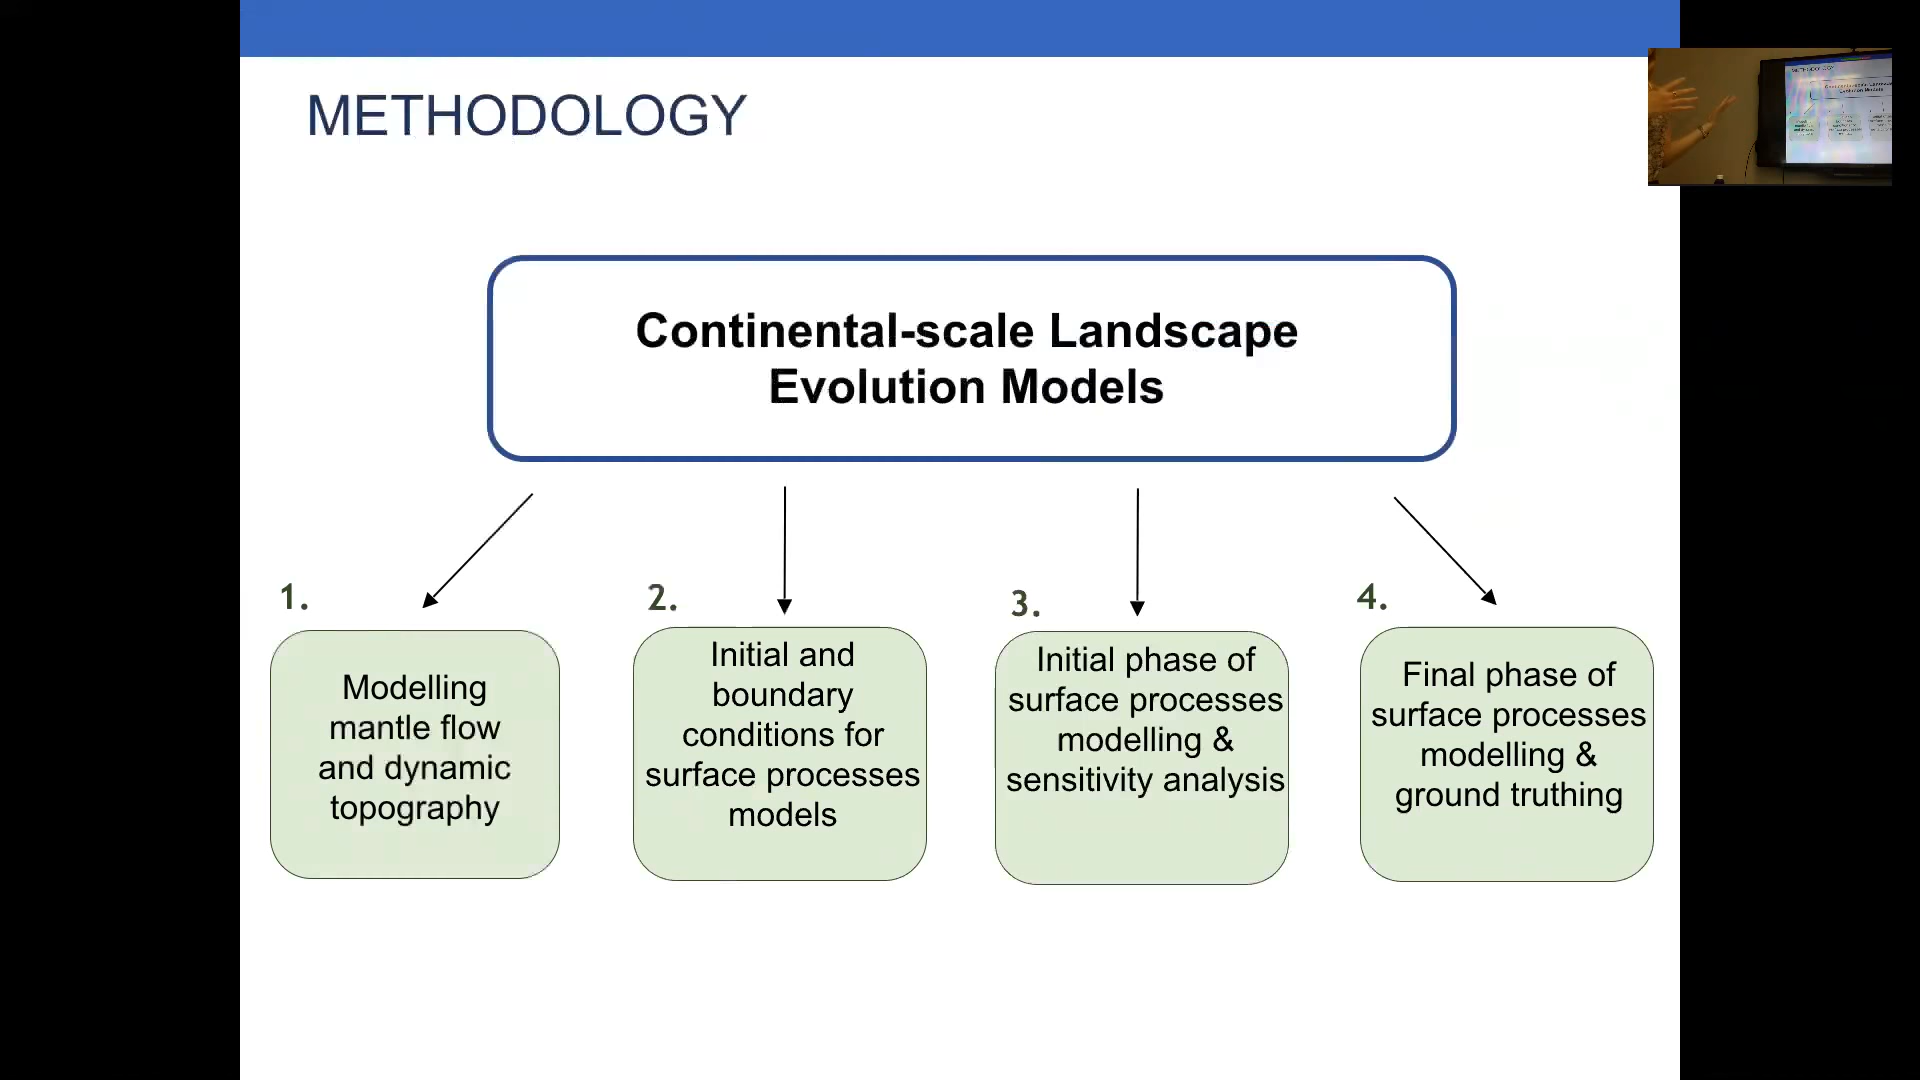 METHODOLOGY
Continental-scale Landscape
Evolution Models
1.
Modelling
mantle flow
and dynamic
topography
2.
Initial and
boundary
conditions for
surface processes
models
3.
Initial phase of
surface processes
modelling &
sensitivity analysis
4.
Final phase of
surface processes
modelling &
ground truthing